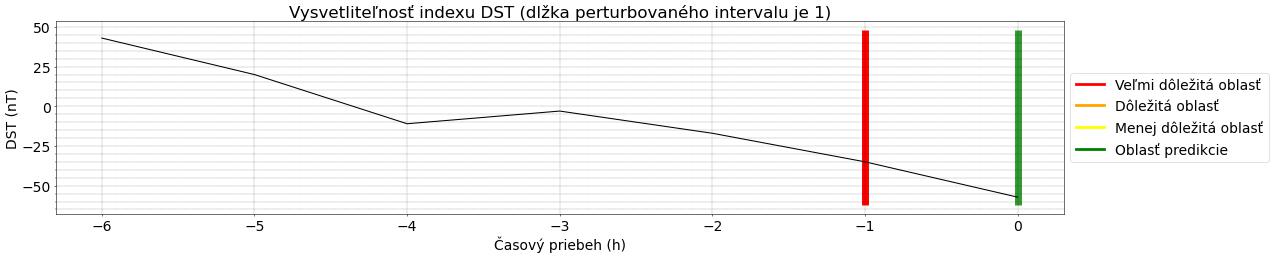 Vysvetliteľnosť indexu DST (dĺžka perturbovaného intervalu je 1)
DST (nT)
50
25
0
−25
−50
−6 −5 −4 −3 −2 −1 0
Časový priebeh (h)
Veľmi dôležitá oblasť
Dôležitá oblasť
Menej dôležitá oblasť
Oblasť predikcie